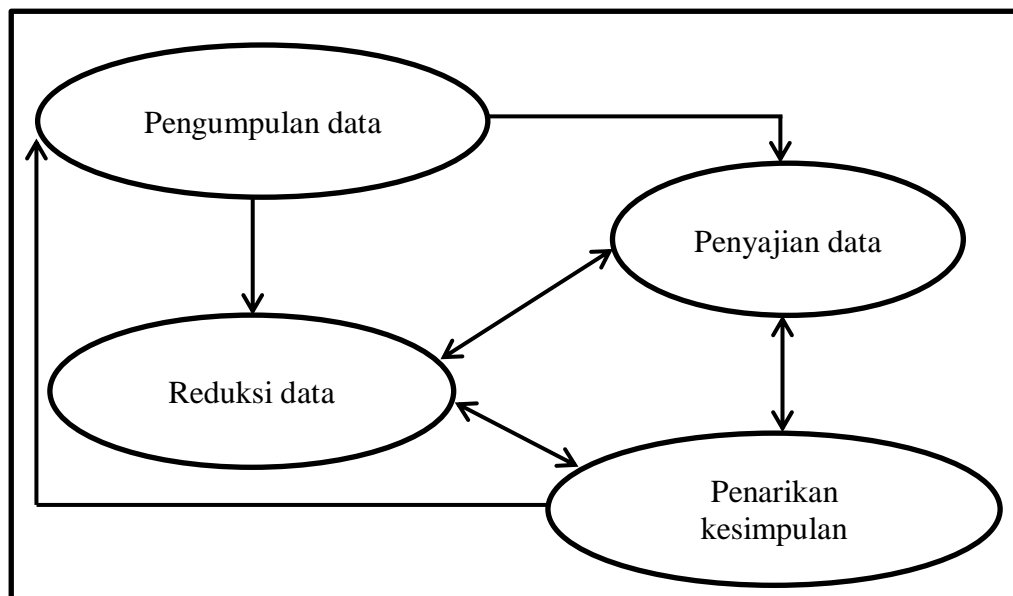 Pengumpulan data
Penyajian data
Reduksi data
Penarikan
kesimpulan